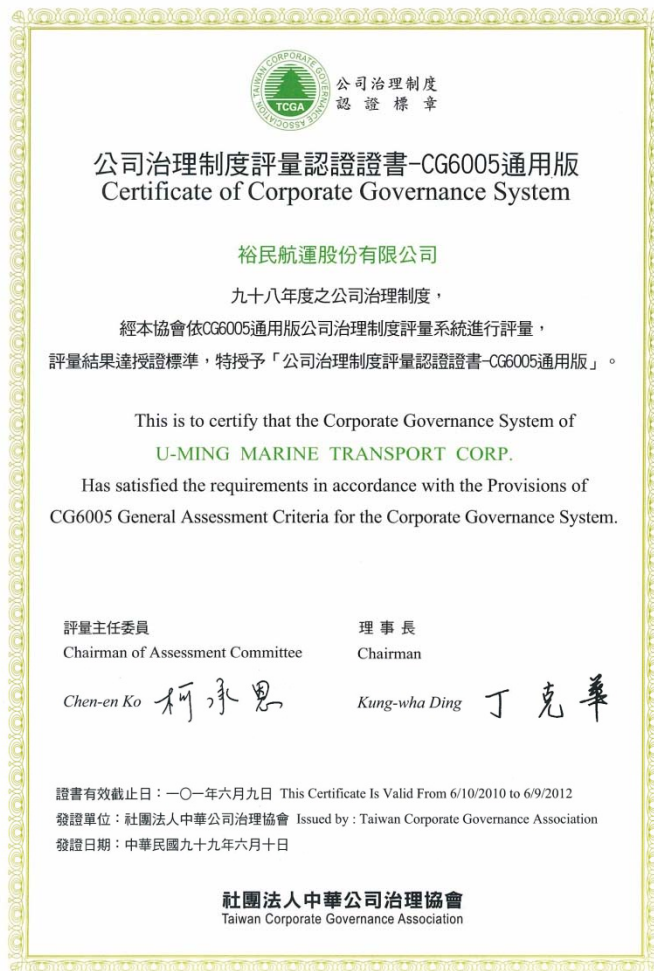 TAIWAN CORPORATE GOVERNANCE ASSOCIATION
TCGA
公司治理制度
認證標章
公司治理制度評量認證證書-CG6005通用版
Certificate of Corporate Governance System
裕民航運股份有限公司
九十八年度之公司治理制度，
經本協會依CG6005通用版公司治理制度評量系統進行評量，
評量結果達授證標準，特授予「公司治理制度評量認證證書-CG6005通用版」。
This is to certify that the Corporate Governance System of
U-MING MARINE TRANSPORT CORP.
Has satisfied the requirements in accordance with the Provisions of
CG6005 General Assessment Criteria for the Corporate Governance System.
評量主任委員
Chairman of Assessment Committee
Chen-en Ko 柯承恩
理事長
Chairman
Kung-wha Ding 丁克華
證書有效截止日：一○一年六月九日 This Certificate Is Valid From 6/10/2010 to 6/9/2012
發證單位：社團法人中華公司治理協會 Issued by : Taiwan Corporate Governance Association
發證日期：中華民國九十九年六月十日
社團法人中華公司治理協會
Taiwan Corporate Governance Association